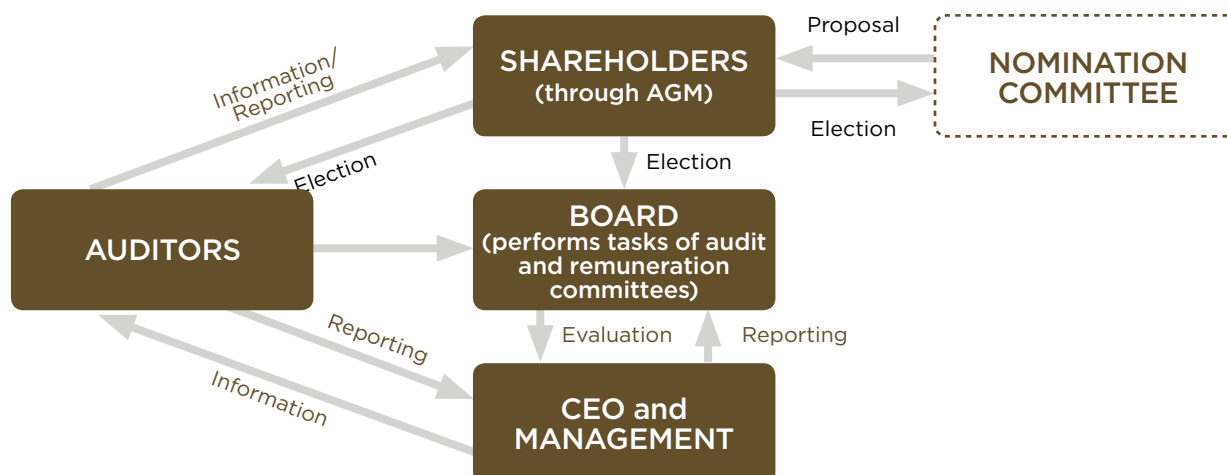 Proposal
SHAREHOLDERS
(through AGM)
NOMINATION
COMMITTEE
Information/
Reporting
Election
Election
Election
BOARD
(performs tasks of audit
and remuneration
committees)
AUDITORS
Evaluation
Reporting
Reporting
Information
CEO and
MANAGEMENT